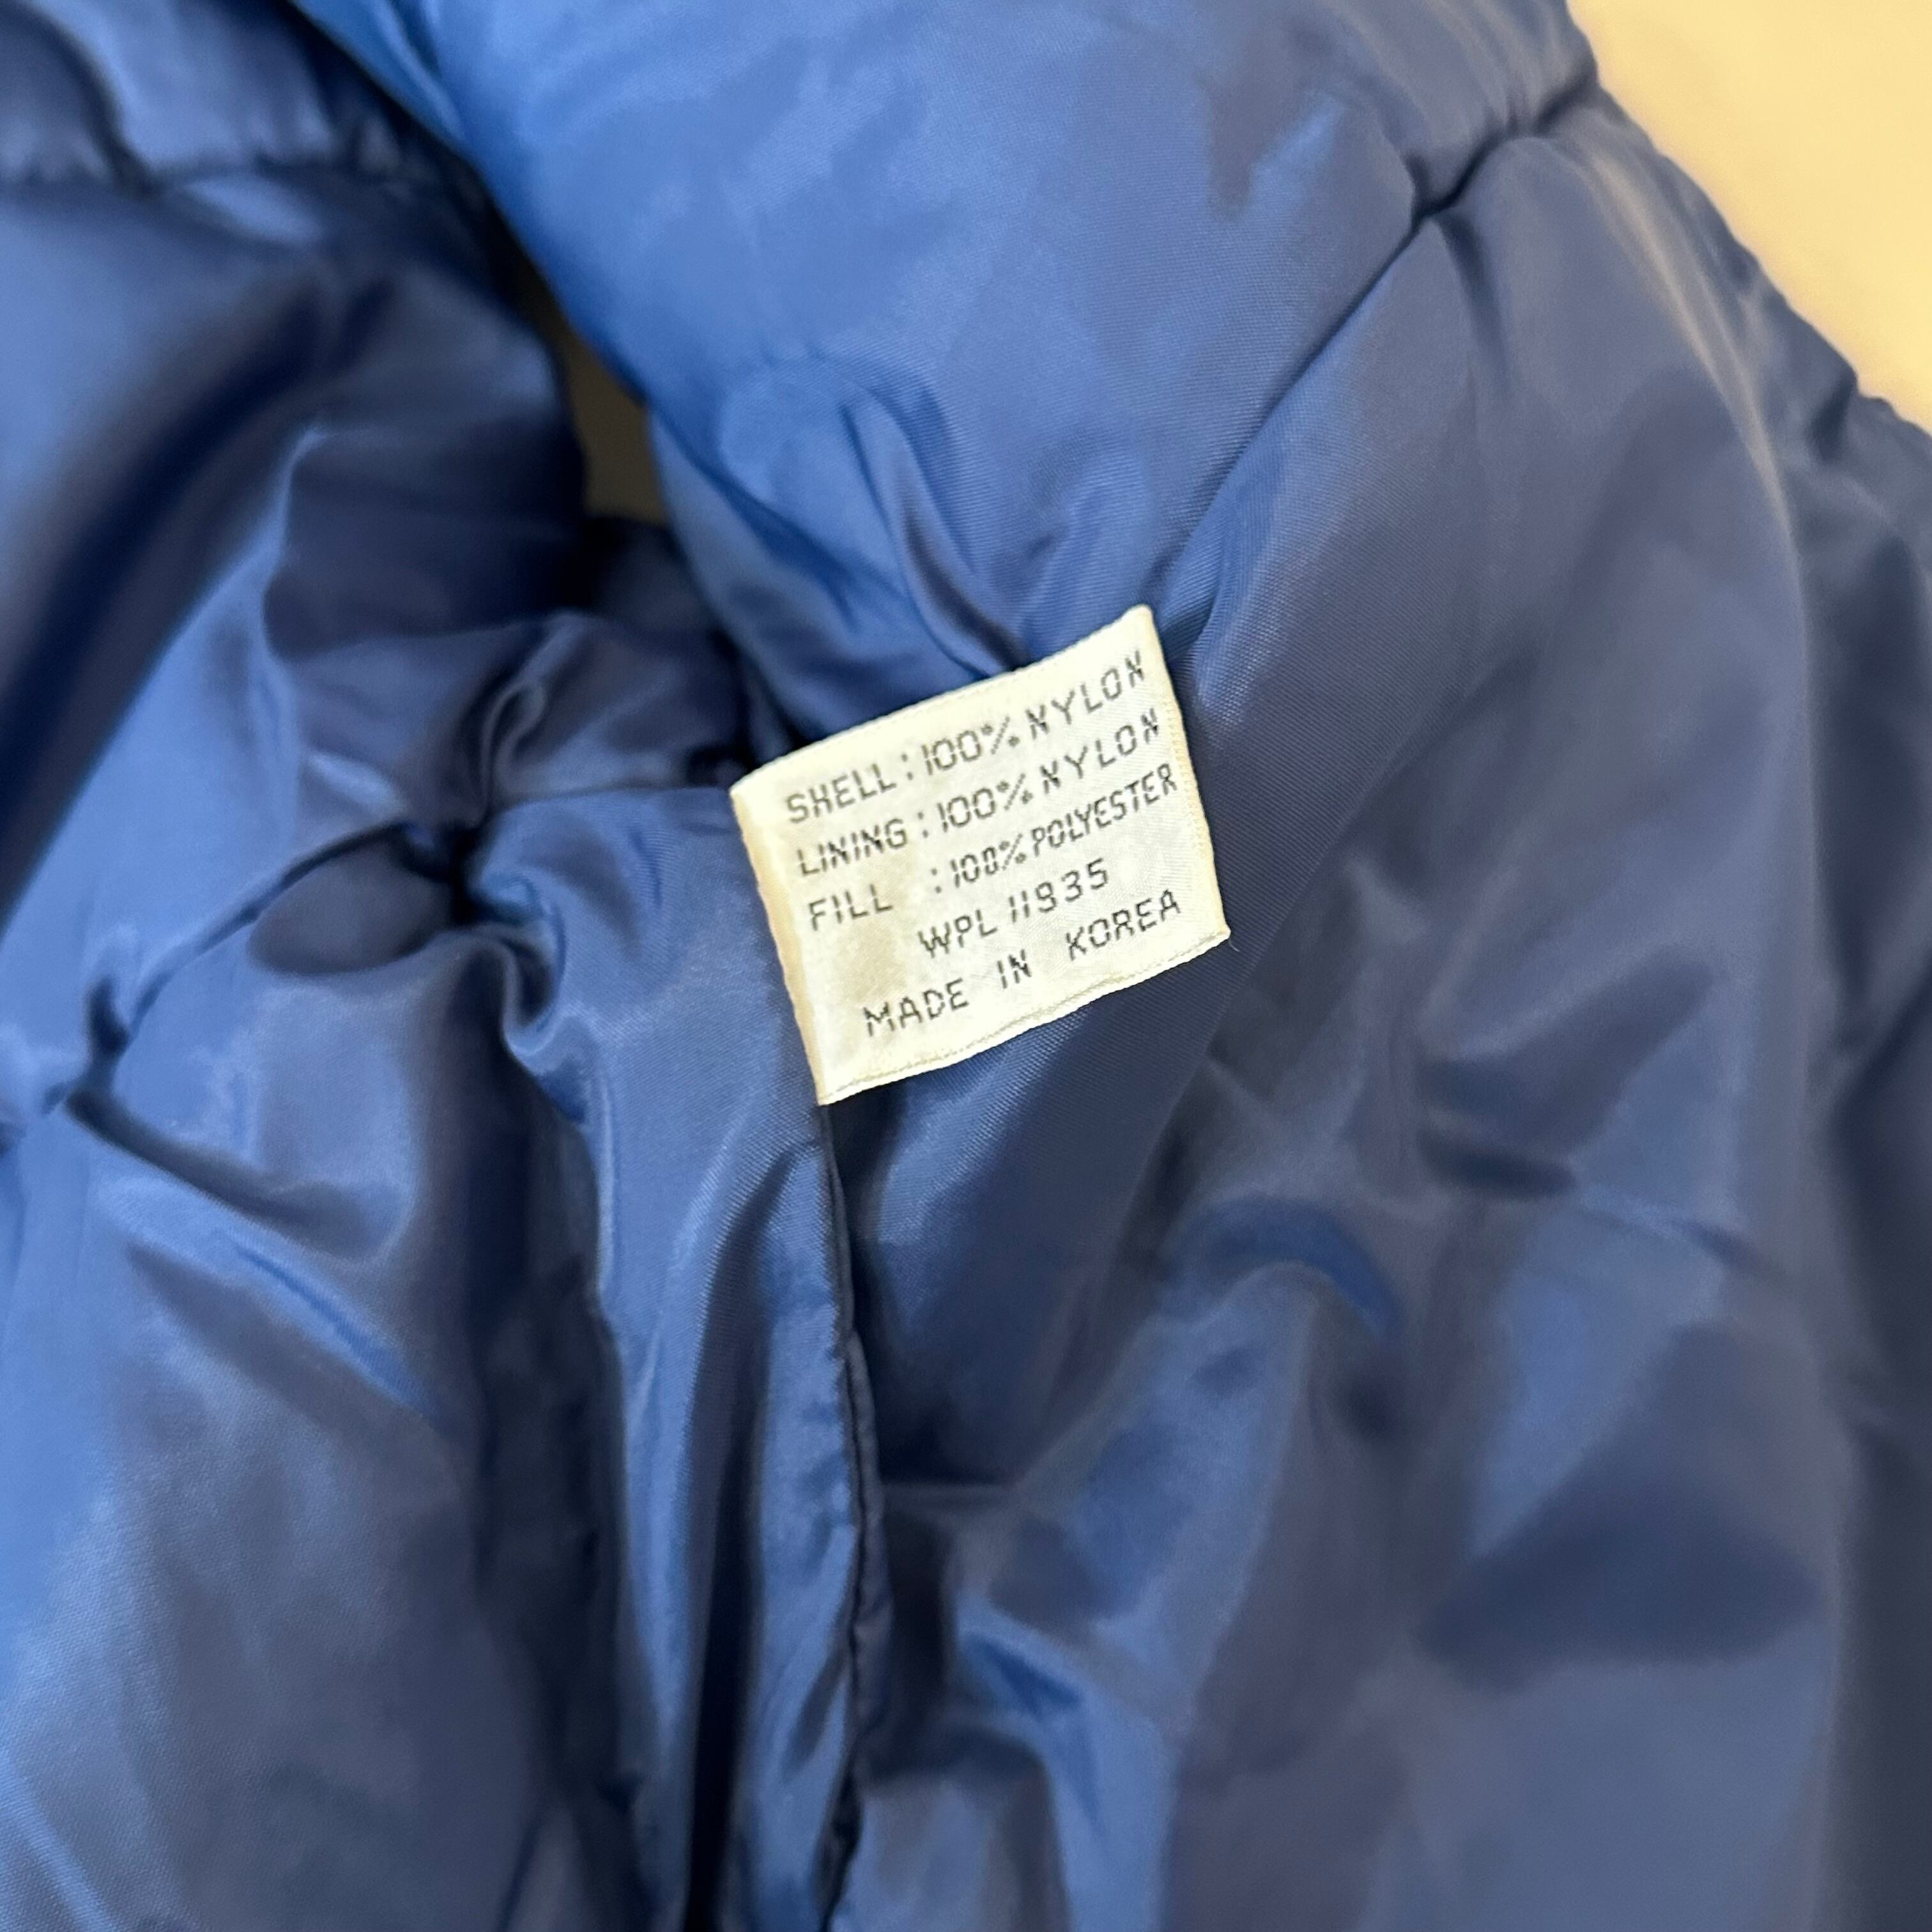 SHELL : 100% NYLON
LINING : 100% NYLON
FILL : 100% POLYESTER
WPL 11935
MADE IN KOREA